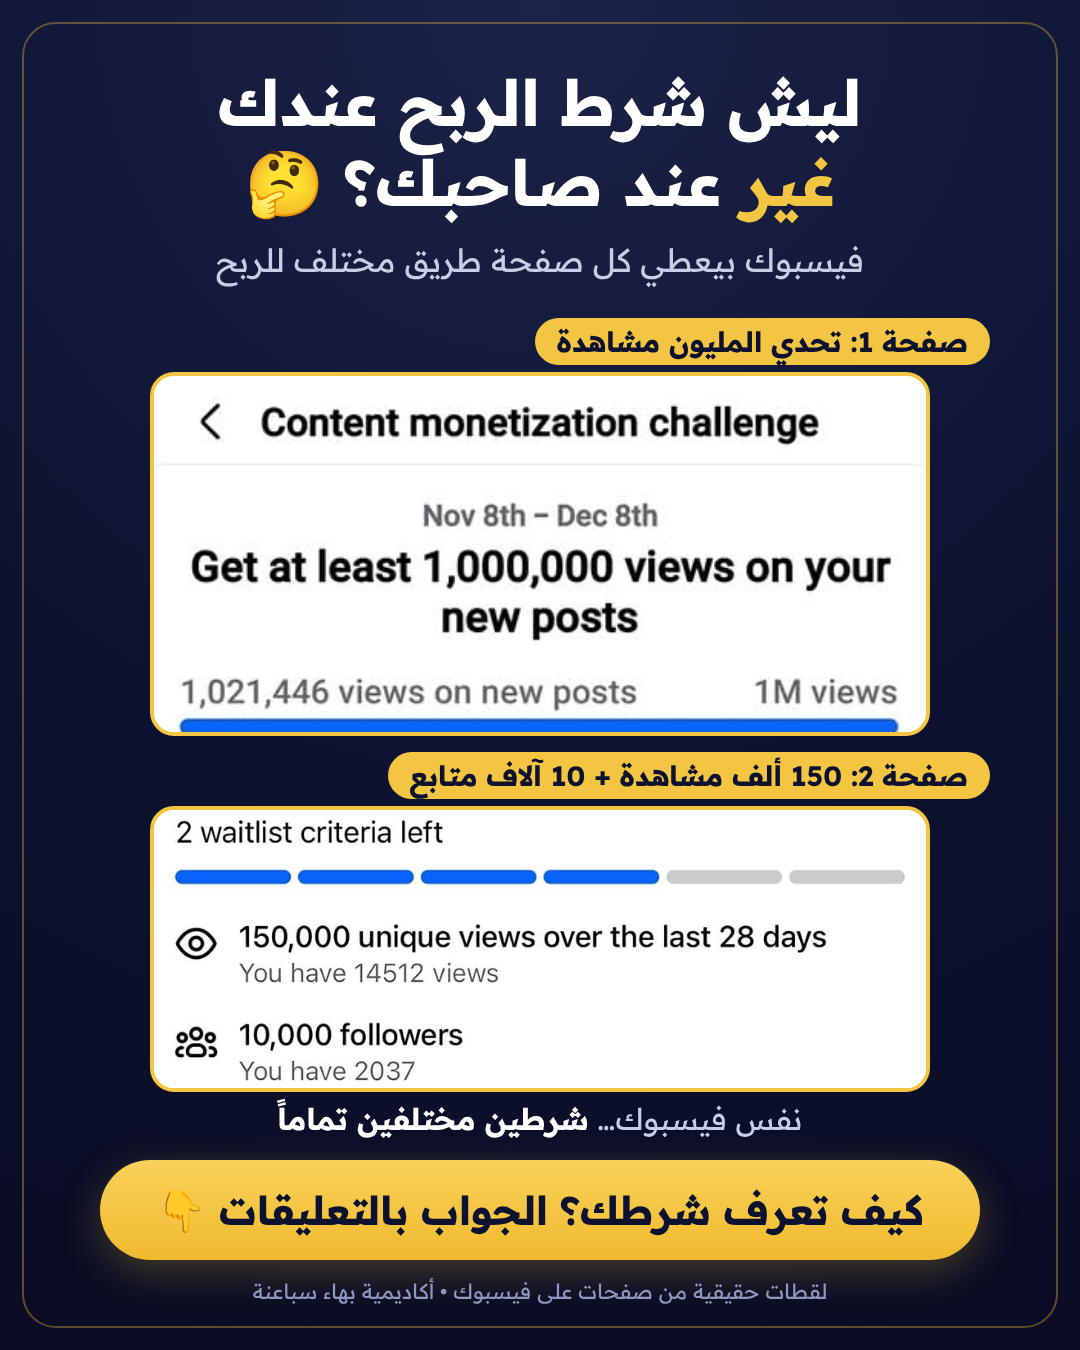 ليش شرط الربح عندك
غير عند صاحبك؟ 🤔
فيسبوك بيعطي كل صفحة طريق مختلف للربح
صفحة 1: تحدي المليون مشاهدة
Content monetization challenge
Nov 8th – Dec 8th
Get at least 1,000,000 views on your
new posts
1,021,446 views on new posts 1M views
صفحة 2: 150 ألف مشاهدة + 10 آلاف متابع
2 waitlist criteria left
150,000 unique views over the last 28 days
You have 14512 views
10,000 followers
You have 2037
نفس فيسبوك... شرطين مختلفين تماماً
كيف تعرف شرطك؟ الجواب بالتعليقات 👇
لقطات حقيقية من صفحات على فيسبوك • أكاديمية بهاء سباعنة